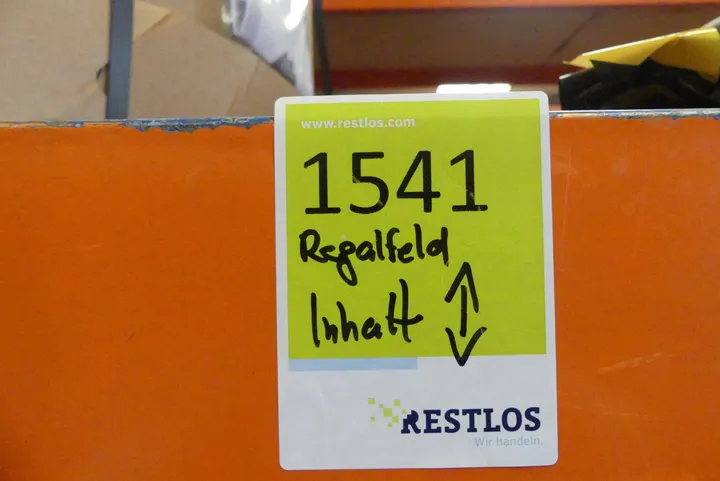 www.restlos.com
1541
Regalfeld
Inhalt
RESTLOS
Wir handeln.